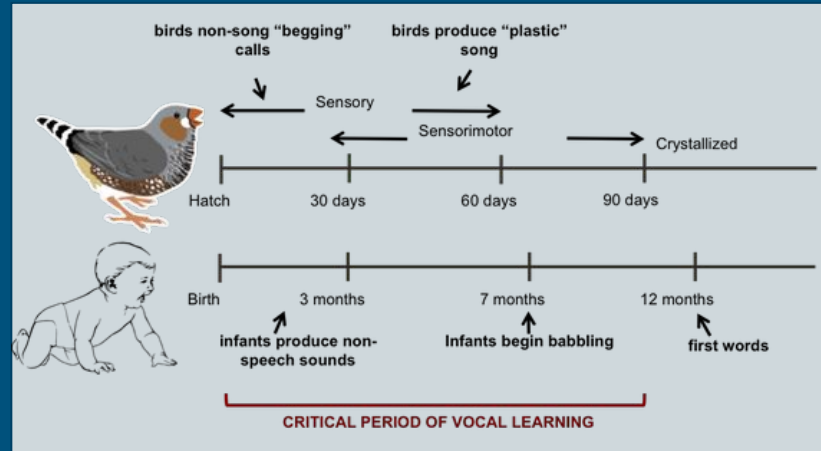 birds non-song "begging"
calls
birds produce "plastic"
song
Sensory
Sensorimotor
Crystallized
Hatch
30 days
60 days
90 days
Birth
3 months
7 months
12 months
infants produce non-
speech sounds
Infants begin babbling
first words
CRITICAL PERIOD OF VOCAL LEARNING